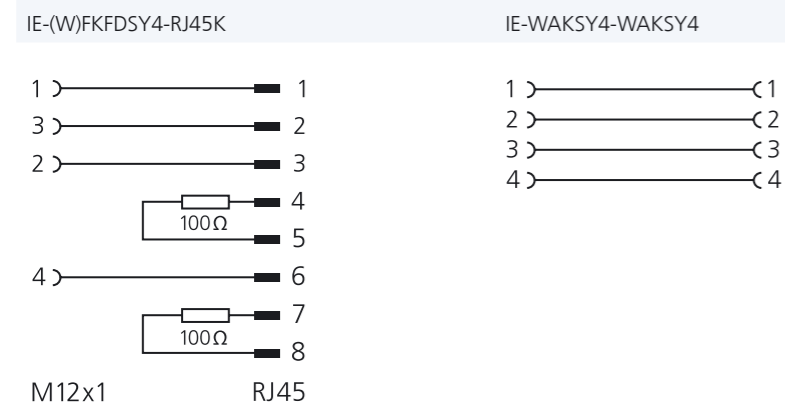 IE-(W)FKFDSY4-RJ45K
1 1
3 2
2 3
4
100Ω
5
4 6
7
100Ω
8
M12x1 RJ45
IE-WAKSY4-WAKSY4
1 1
2 2
3 3
4 4